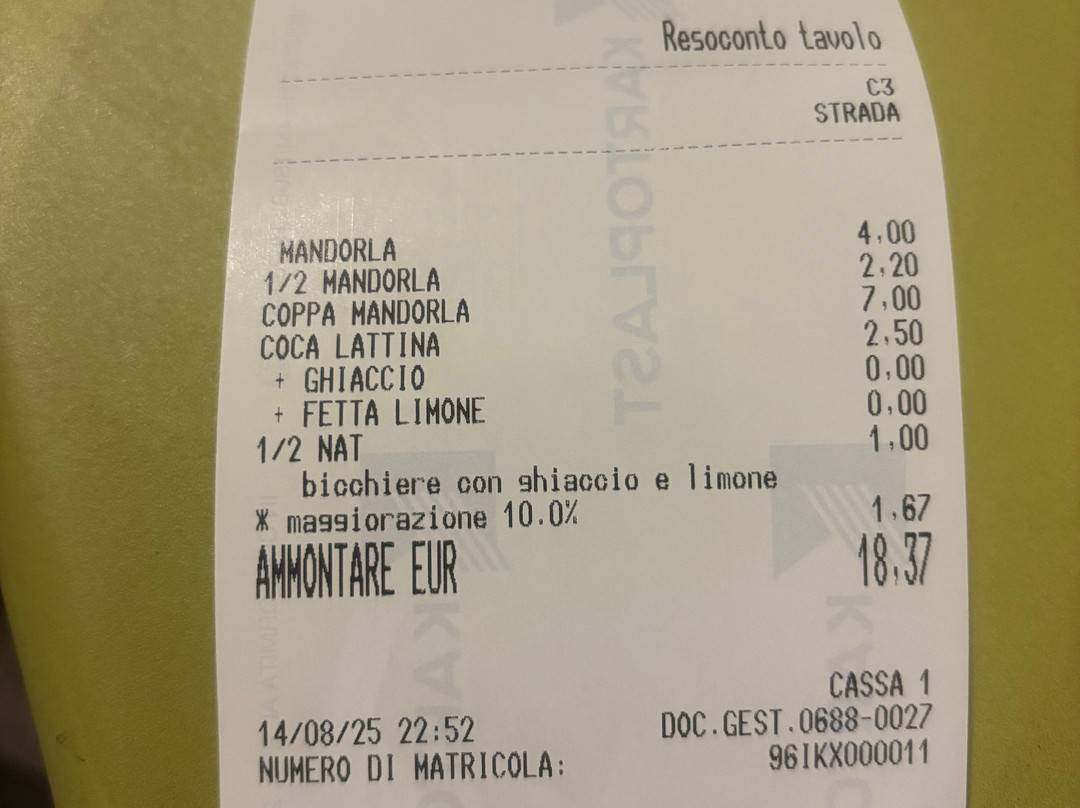 Resoconto tavolo
C3
STRADA
MANDORLA 4,00
1/2 MANDORLA 2,20
COPPA MANDORLA 7,00
COCA LATTINA 2,50
+ GHIACCIO 0,00
+ FETTA LIMONE 0,00
1/2 NAT 1,00
bicchiere con ghiaccio e limone
* maggiorazione 10.0% 1,67
AMMONTARE EUR 18,37
CASSA 1
14/08/25 22:52 DOC.GEST.0688-0027
NUMERO DI MATRICOLA: 96IKX000011
KARTOPLAST